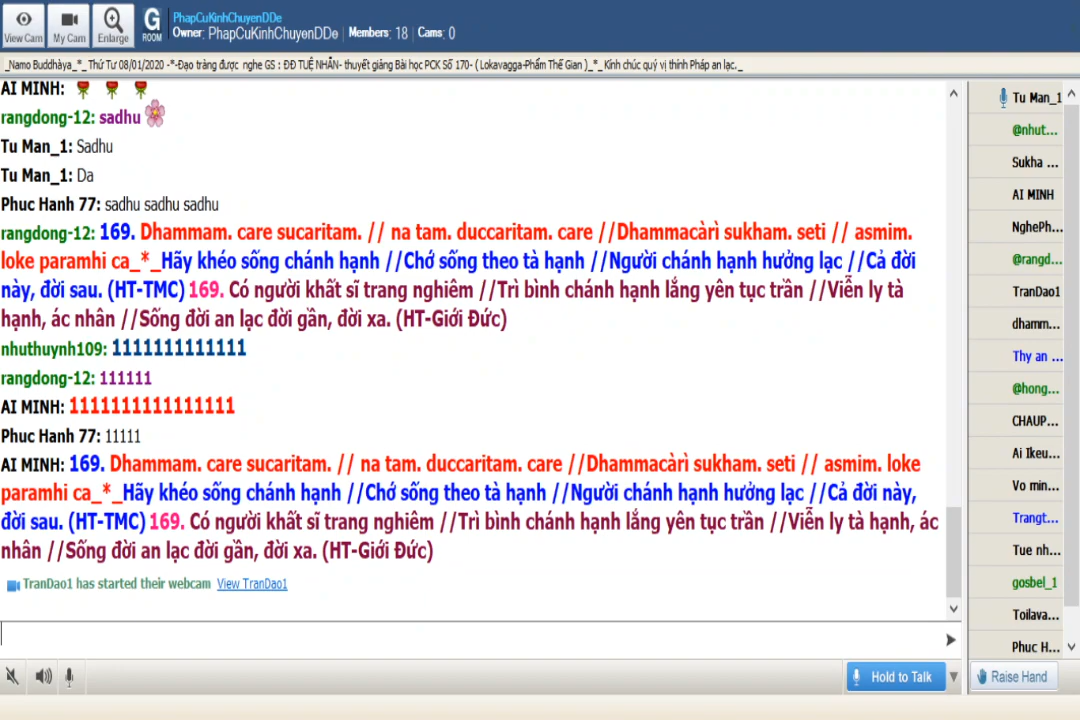 View Cam
My Cam
Enlarge
G
ROOM
PhapCuKinhChuyenDDe
Owner: PhapCuKinhChuyenDDe Members: 18 Cams: 0
_Namo Buddhàya_*_ Thứ Tư 08/01/2020 -*-Đạo tràng được nghe GS : ĐĐ TUỆ NHÂN- thuyết giảng Bài học PCK Số 170- ( Lokavagga-Phẩm Thế Gian )_*_ Kính chúc quý vị thính Pháp an lạc._
AI MINH:
rangdong-12: sadhu
Tu Man_1: Sadhu
Tu Man_1: Da
Phuc Hanh 77: sadhu sadhu sadhu
rangdong-12: 169. Dhammam. care sucaritam. // na tam. duccaritam. care //Dhammacàrì sukham. seti // asmim.
loke paramhi ca_*_Hãy khéo sống chánh hạnh //Chớ sống theo tà hạnh //Người chánh hạnh hưởng lạc //Cả đời
này, đời sau. (HT-TMC) 169. Có người khất sĩ trang nghiêm //Trì bình chánh hạnh lắng yên tục trần //Viễn ly tà
hạnh, ác nhân //Sống đời an lạc đời gần, đời xa. (HT-Giới Đức)
nhuthuynh109: 1111111111111
rangdong-12: 111111
AI MINH: 1111111111111111
Phuc Hanh 77: 11111
AI MINH: 169. Dhammam. care sucaritam. // na tam. duccaritam. care //Dhammacàrì sukham. seti // asmim. loke
paramhi ca_*_Hãy khéo sống chánh hạnh //Chớ sống theo tà hạnh //Người chánh hạnh hưởng lạc //Cả đời này,
đời sau. (HT-TMC) 169. Có người khất sĩ trang nghiêm //Trì bình chánh hạnh lắng yên tục trần //Viễn ly tà hạnh, ác
nhân //Sống đời an lạc đời gần, đời xa. (HT-Giới Đức)
TranDao1 has started their webcam View TranDao1
Tu Man_1
@nhut...
Sukha ...
AI MINH
NghePh...
@rangd...
TranDao1
dhamm...
Thy an ...
@hong...
CHAUP...
Ai Ikeu...
Vo min...
Trangt...
Tue nh...
gosbel_1
Toilava...
Phuc H...
Hold to Talk
Raise Hand